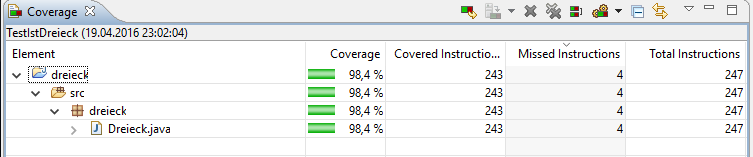 Coverage
TestIstDreieck (19.04.2016 23:02:04)
Element Coverage Covered Instructio... Missed Instructions Total Instructions
dreieck 98,4 % 243 4 247
src 98,4 % 243 4 247
dreieck 98,4 % 243 4 247
Dreieck.java 98,4 % 243 4 247